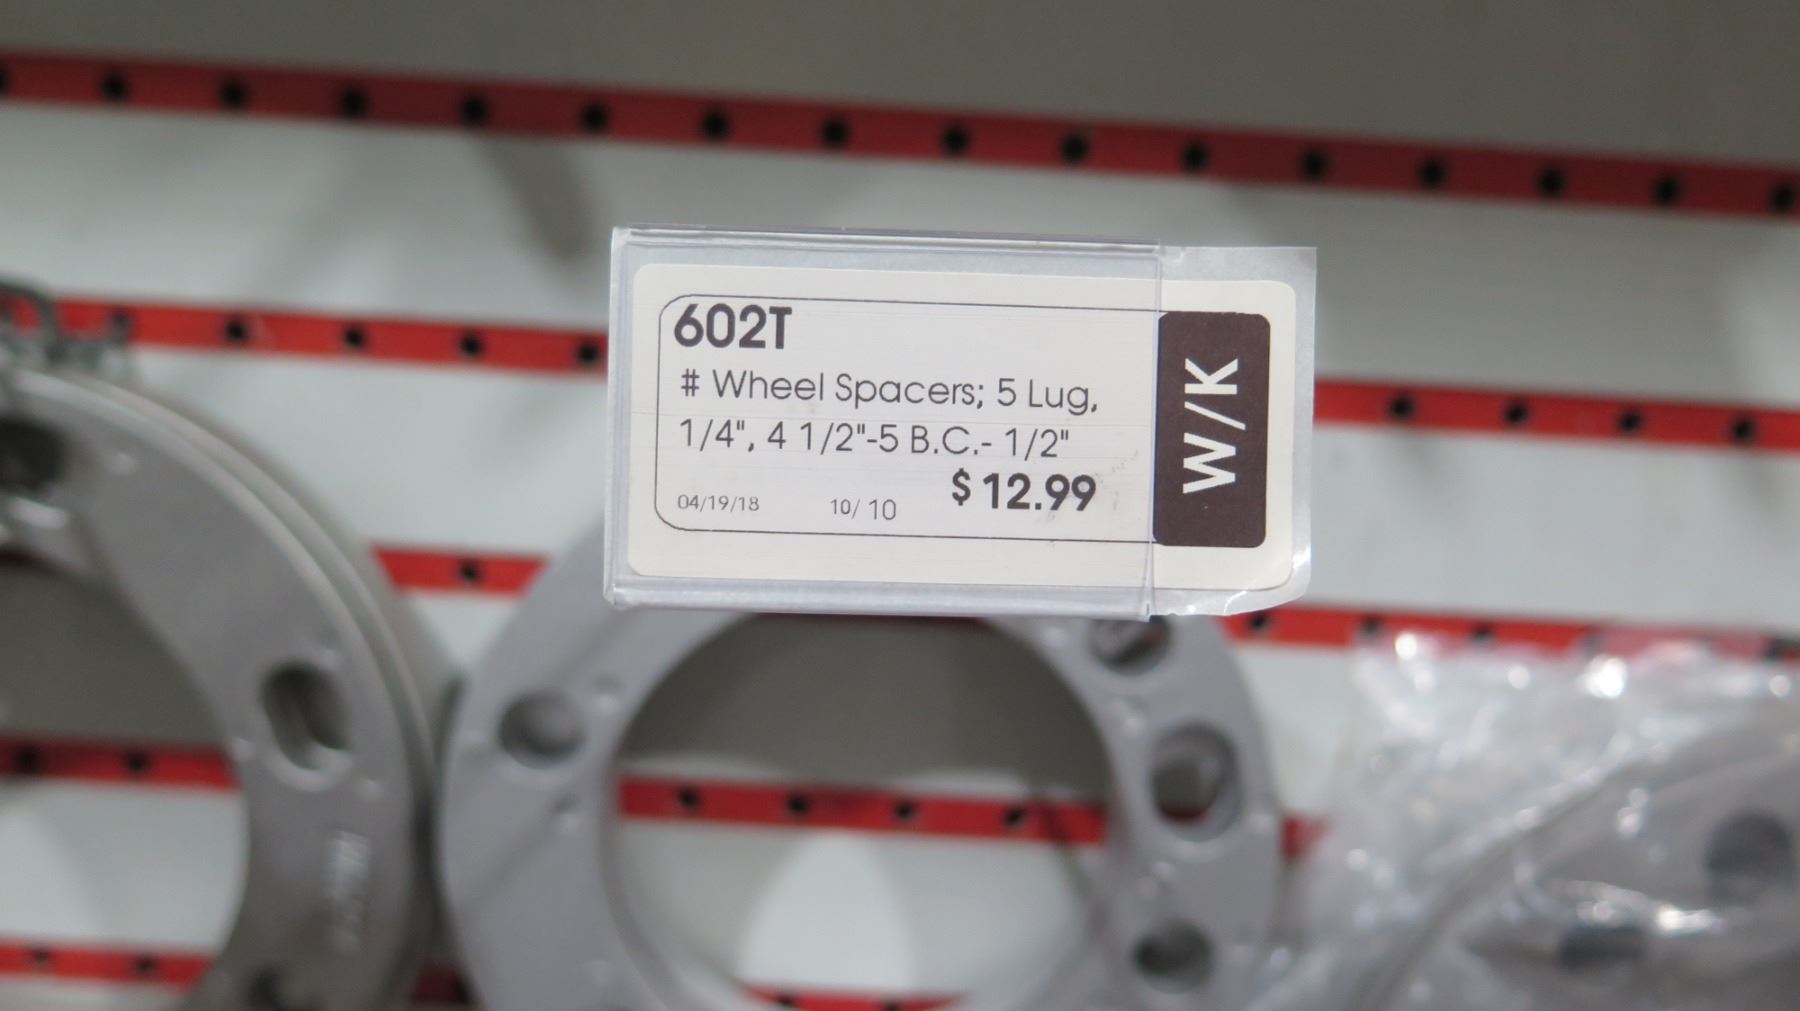 602T
# Wheel Spacers; 5 Lug,
1/4", 4 1/2"-5 B.C.- 1/2"
$ 12.99
04/19/18 10/ 10
W/K